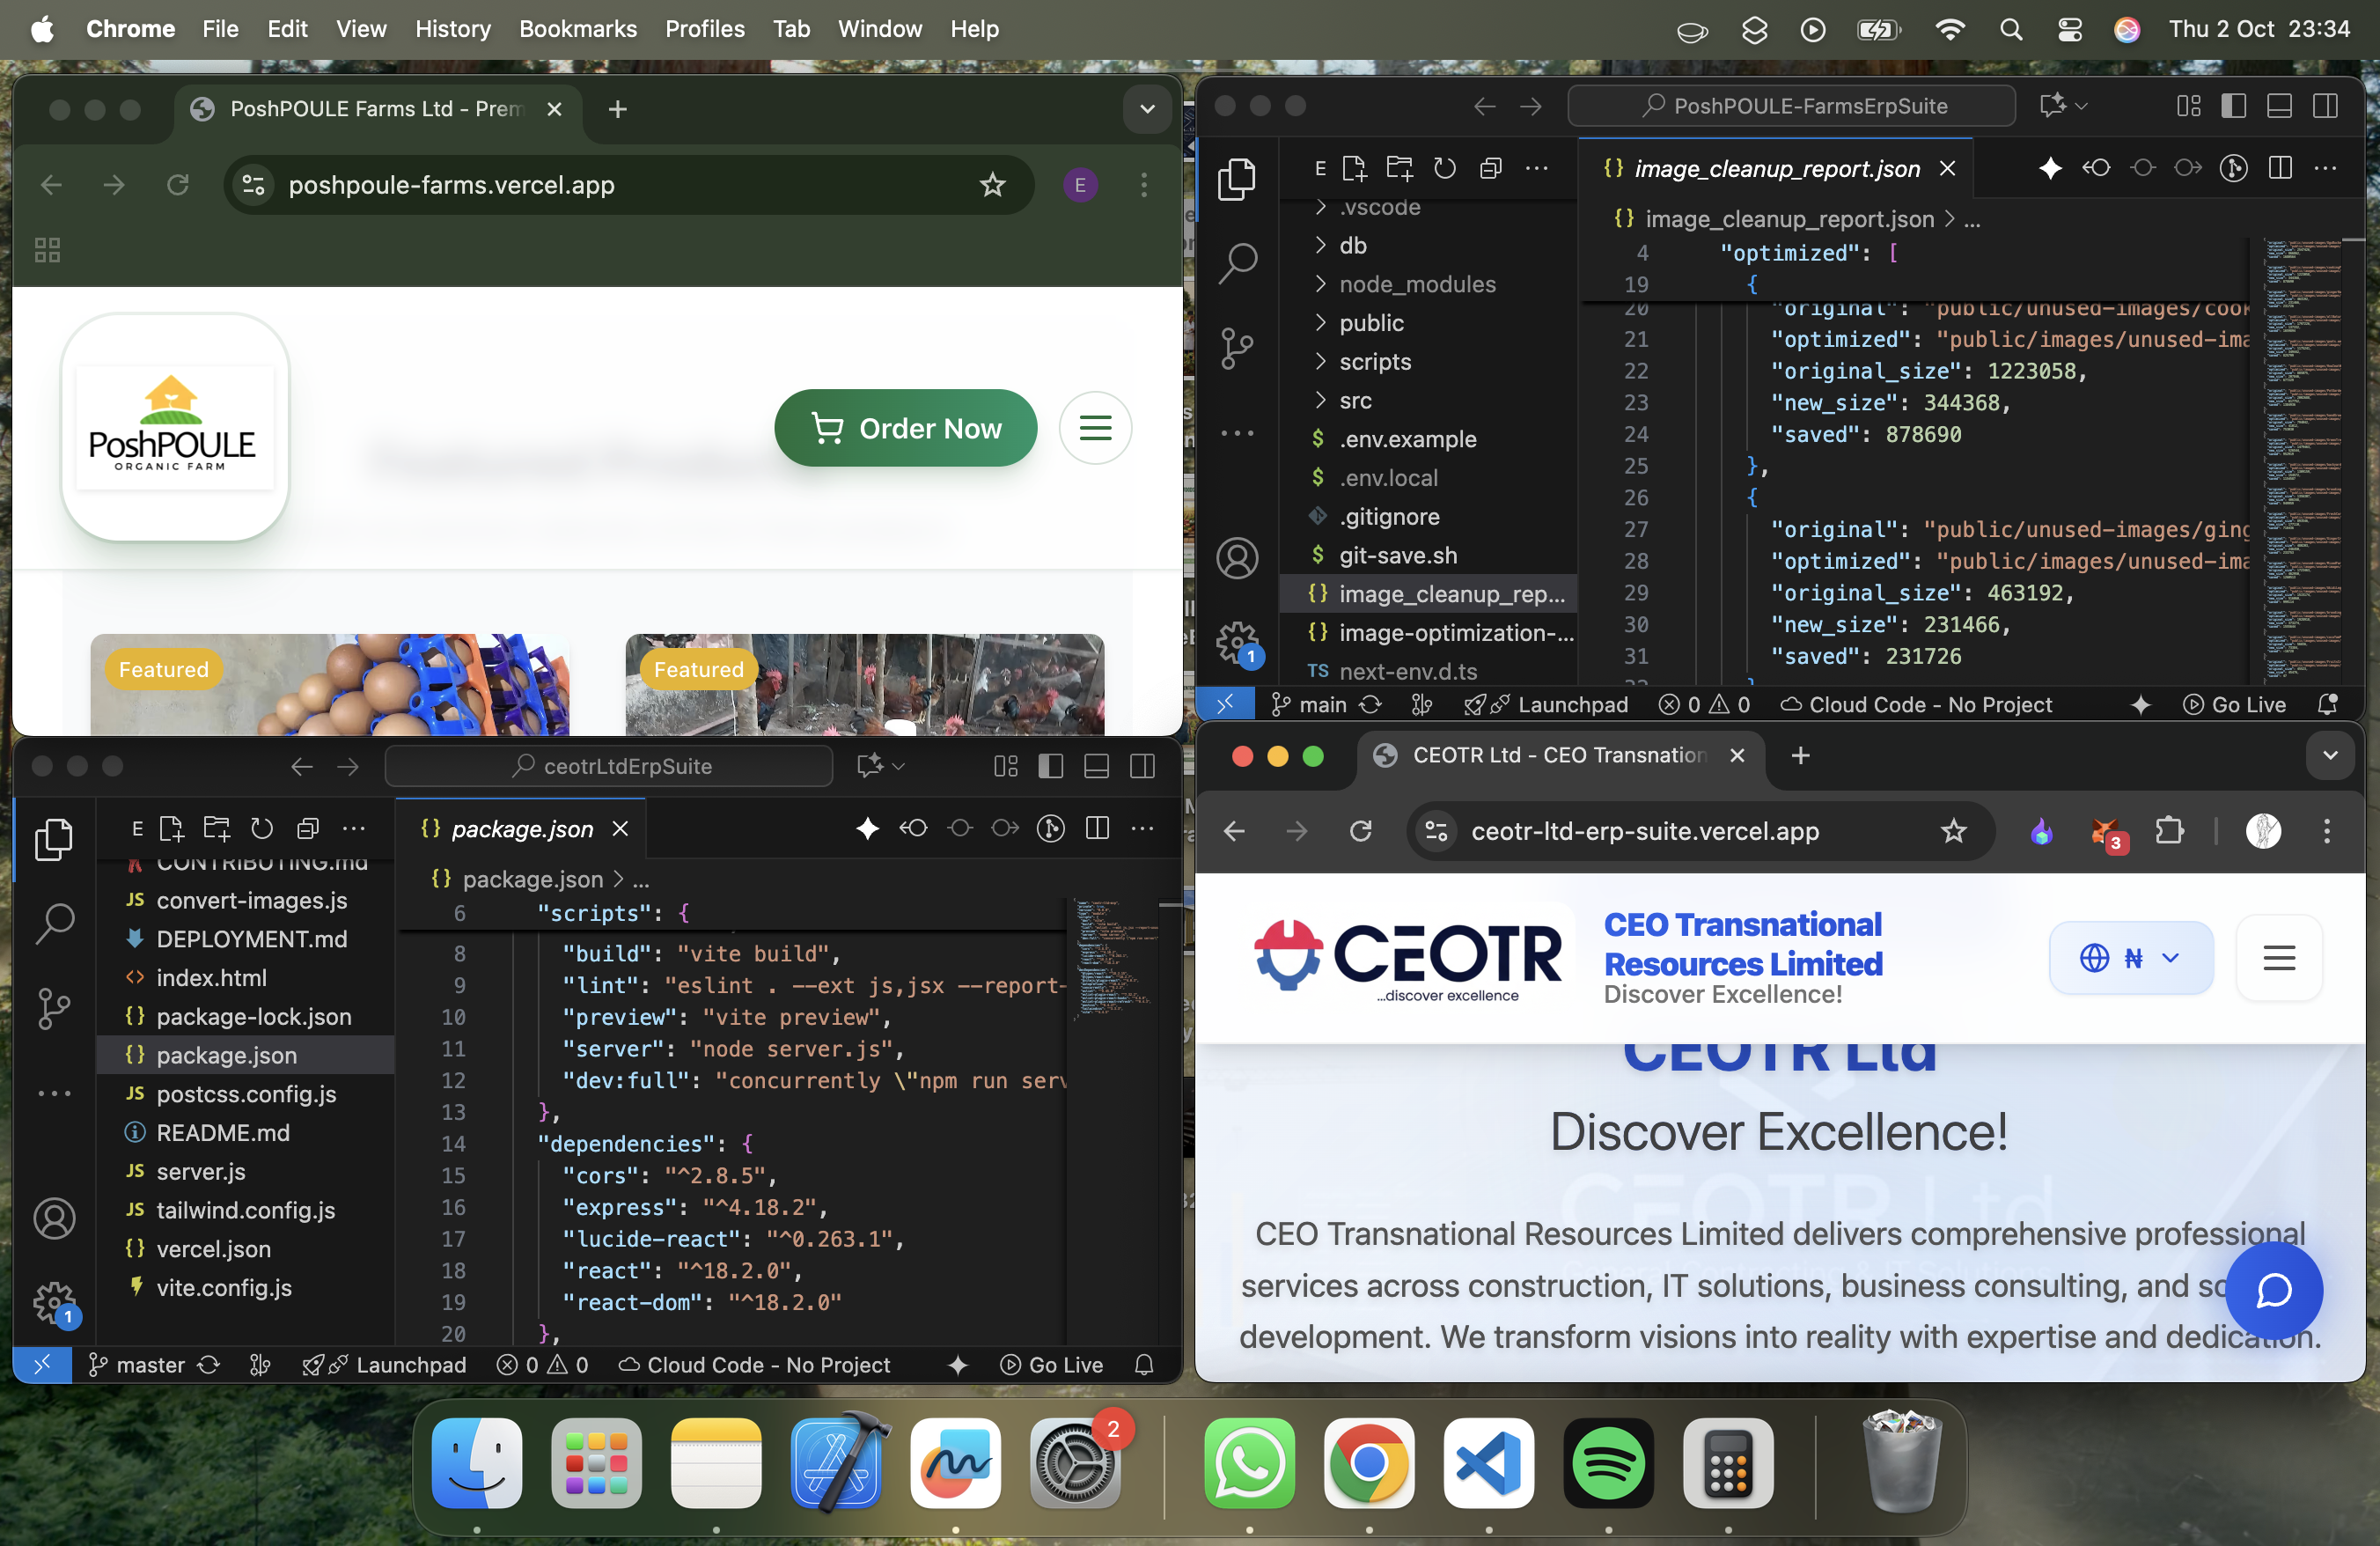 Chrome File Edit View History Bookmarks Profiles Tab Window Help Thu 2 Oct 23:34
PoshPOULE Farms Ltd - Prem
poshpoule-farms.vercel.app
E
PoshPOULE
ORGANIC FARM
Order Now
Featured
Featured
PoshPOULE-FarmsErpSuite
E
image_cleanup_report.json
image_cleanup_report.json > ...
.vscode
db
node_modules
public
scripts
src
$ .env.example
$ .env.local
.gitignore
$ git-save.sh
{} image_cleanup_rep...
{} image-optimization-...
TS next-env.d.ts
1
4 "optimized": [
19 {
20 "original": "public/unused-images/cook
21 "optimized": "public/images/unused-ima
22 "original_size": 1223058,
23 "new_size": 344368,
24 "saved": 878690
25 },
26 {
27 "original": "public/unused-images/ging
28 "optimized": "public/images/unused-ima
29 "original_size": 463192,
30 "new_size": 231466,
31 "saved": 231726
main Launchpad 0 0 Cloud Code - No Project Go Live
ceotrLtdErpSuite
E
{} package.json
{} package.json > ...
CONTRIBUTING.md
JS convert-images.js
DEPLOYMENT.md
<> index.html
{} package-lock.json
{} package.json
JS postcss.config.js
README.md
JS server.js
JS tailwind.config.js
{} vercel.json
vite.config.js
1
6 "scripts": {
8 "build": "vite build",
9 "lint": "eslint . --ext js,jsx --report-
10 "preview": "vite preview",
11 "server": "node server.js",
12 "dev:full": "concurrently \"npm run serv
13 },
14 "dependencies": {
15 "cors": "^2.8.5",
16 "express": "^4.18.2",
17 "lucide-react": "^0.263.1",
18 "react": "^18.2.0",
19 "react-dom": "^18.2.0"
20 },
master Launchpad 0 0 Cloud Code - No Project Go Live
CEOTR Ltd - CEO Transnation
ceotr-ltd-erp-suite.vercel.app
3
CEOTR
...discover excellence
CEO Transnational
Resources Limited
Discover Excellence!
₦
CEOTR Ltd
Discover Excellence!
CEOTR Ltd
CEO Transnational Resources Limited delivers comprehensive professional
services across construction, IT solutions, business consulting, and so
development. We transform visions into reality with expertise and dedication.
2